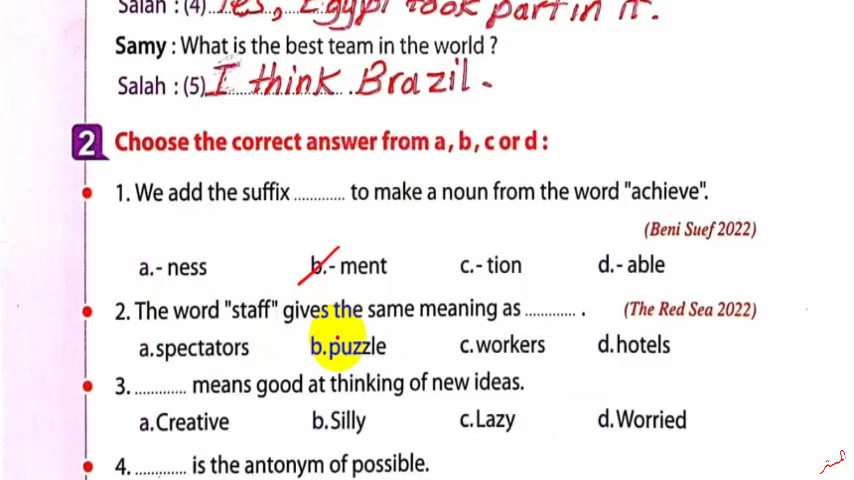 Salah : (4) Yes, Egypt took part in it.
Samy : What is the best team in the world ?
Salah : (5) I think Brazil.
2 Choose the correct answer from a, b, c or d :
1. We add the suffix ............ to make a noun from the word "achieve".
(Beni Suef 2022)
a.- ness b.- ment c.- tion d.- able
2. The word "staff" gives the same meaning as ............ . (The Red Sea 2022)
a.spectators b.puzzle c.workers d.hotels
3. ............ means good at thinking of new ideas.
a.Creative b.Silly c.Lazy d.Worried
4. ............ is the antonym of possible.